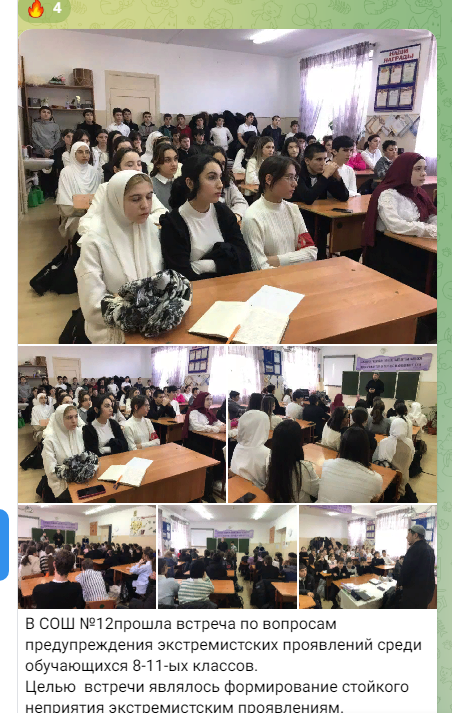 4
НАШИ
НАГРАДЫ
В СОШ №12прошла встреча по вопросам
предупреждения экстремистских проявлений среди
обучающихся 8-11-ых классов.
Целью  встречи являлось формирование стойкого
неприятия экстремистским проявлениям.